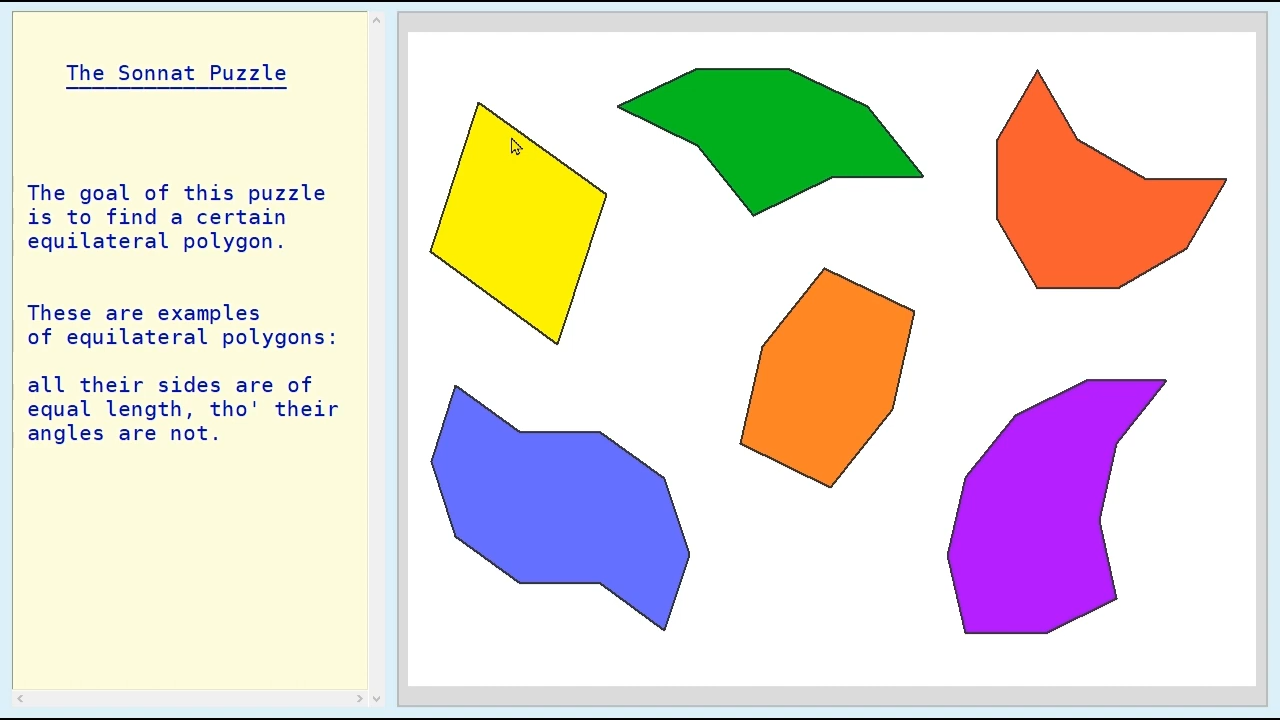 The Sonnat Puzzle
The goal of this puzzle
is to find a certain
equilateral polygon.
These are examples
of equilateral polygons:
all their sides are of
equal length, tho' their
angles are not.